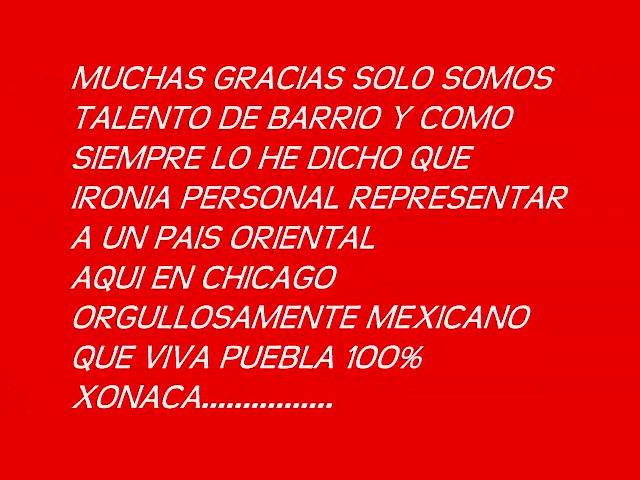 MUCHAS GRACIAS SOLO SOMOS
TALENTO DE BARRIO Y COMO
SIEMPRE LO HE DICHO QUE
IRONIA PERSONAL REPRESENTAR
A UN PAIS ORIENTAL
AQUI EN CHICAGO
ORGULLOSAMENTE MEXICANO
QUE VIVA PUEBLA 100%
XONACA................